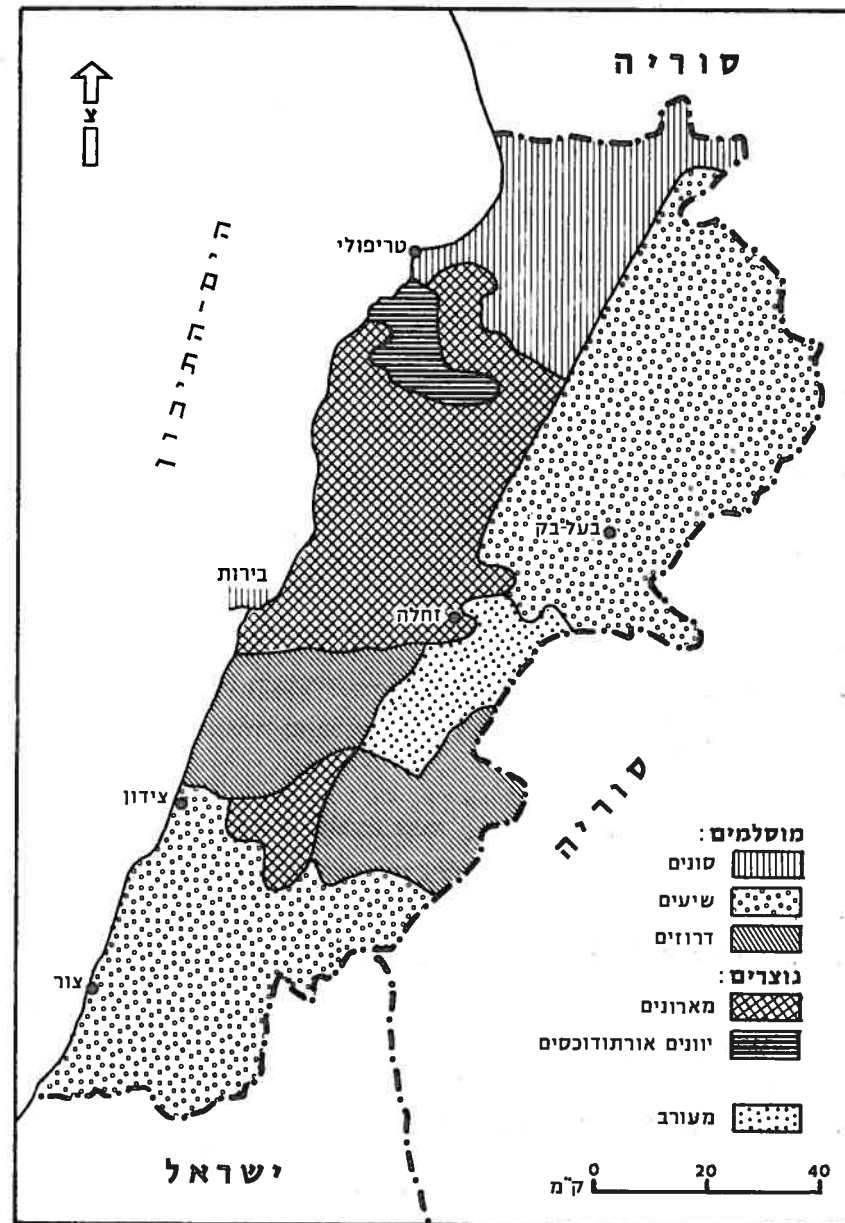 סוריה
צ
הים-התיכון
טריפולי
בעל-בק
בירות
זחלה
סוריה
צידון
צור
מוסלמים:
סונים
שיעים
דרוזים
נוצרים:
מארונים
יוונים אורתודוכסים
מעורב
ישראל
ק"מ 0 20 40